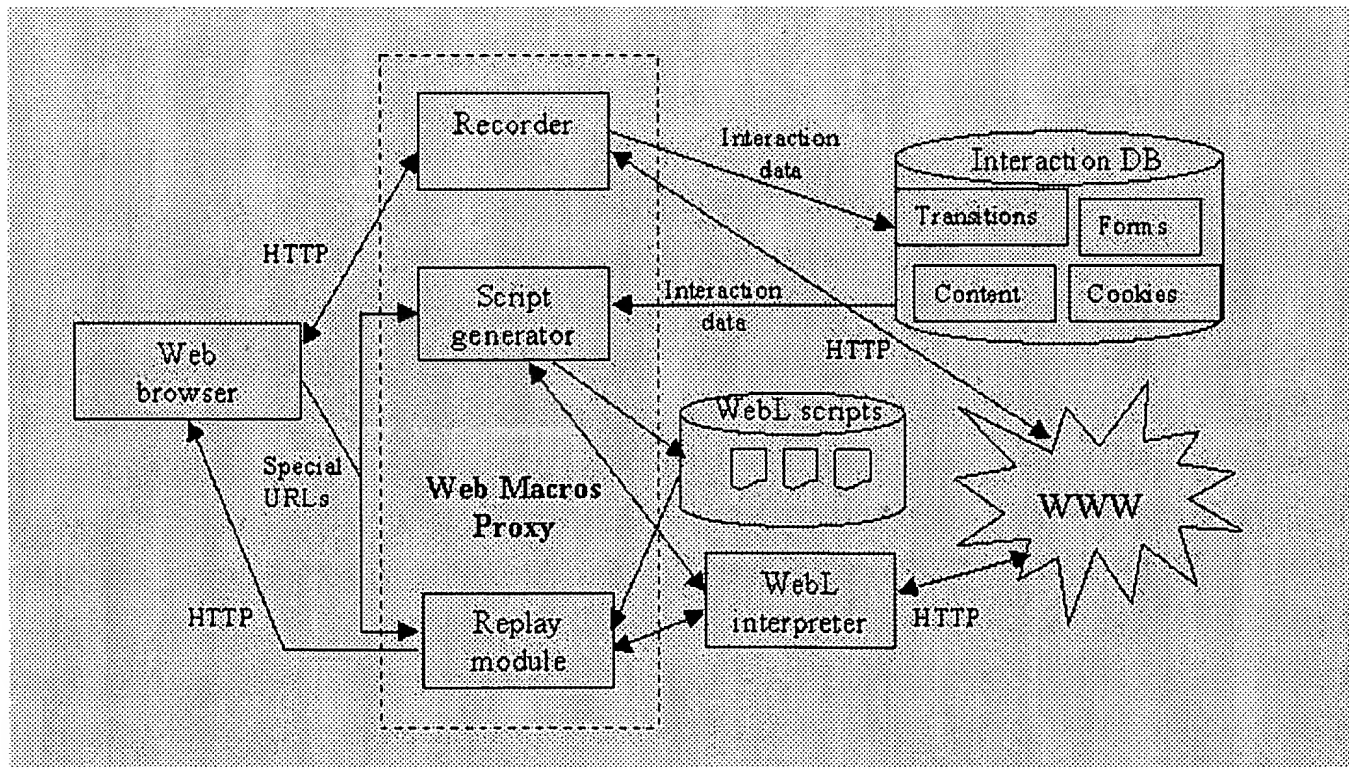 Recorder
Interaction
data
Interaction DB
Transitions
Forms
Content
Cookies
HTTP
Script
generator
Interaction
data
HTTP
Web
browser
WebL scripts
Special
URLs
Web Macros
Proxy
WWW
WebL
interpreter
HTTP
HTTP
Replay
module